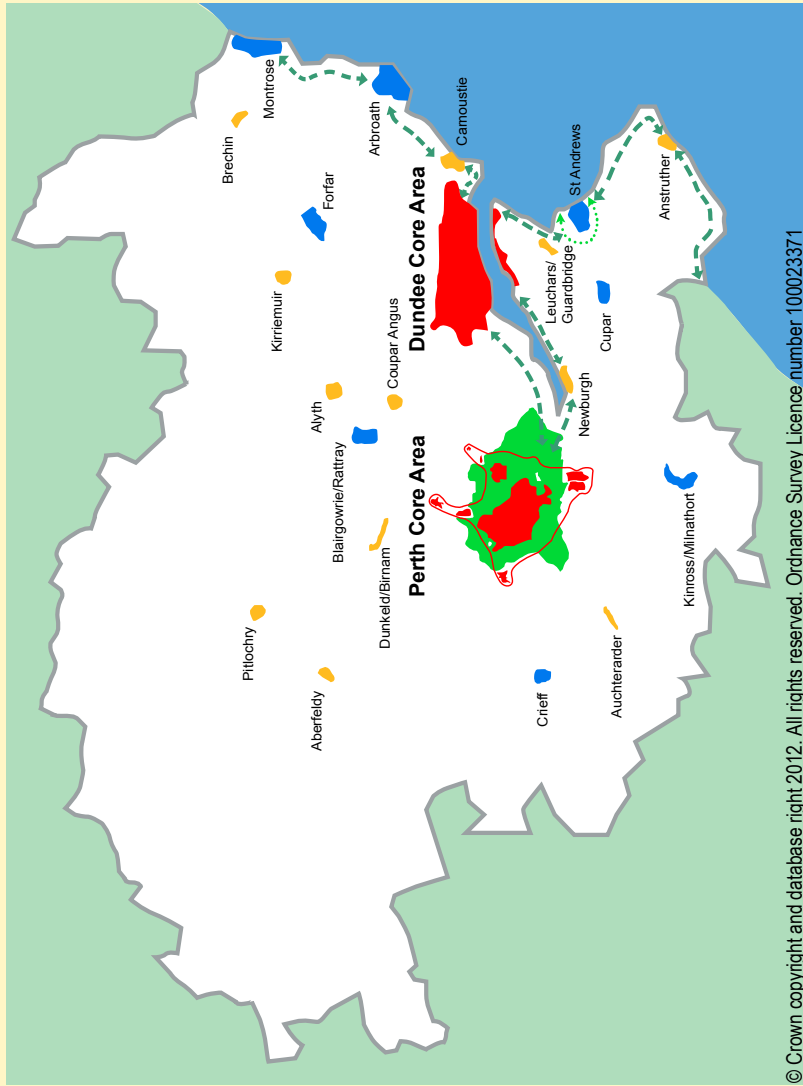 Montrose
Brechin
Arbroath
Forfar
Camoustie
Kirriemuir
Dundee Core Area
St Andrews
Anstruther
Leuchars/
Guardbridge
Cupar
Alyth
Coupar Angus
Blairgowrie/Rattray
Newburgh
Perth Core Area
Dunkeld/Birnam
Kinross/Milnathort
Pitlochry
Aberfeldy
Crieff
Auchterarder
© Crown copyright and database right 2012. All rights reserved. Ordnance Survey Licence number 100023371